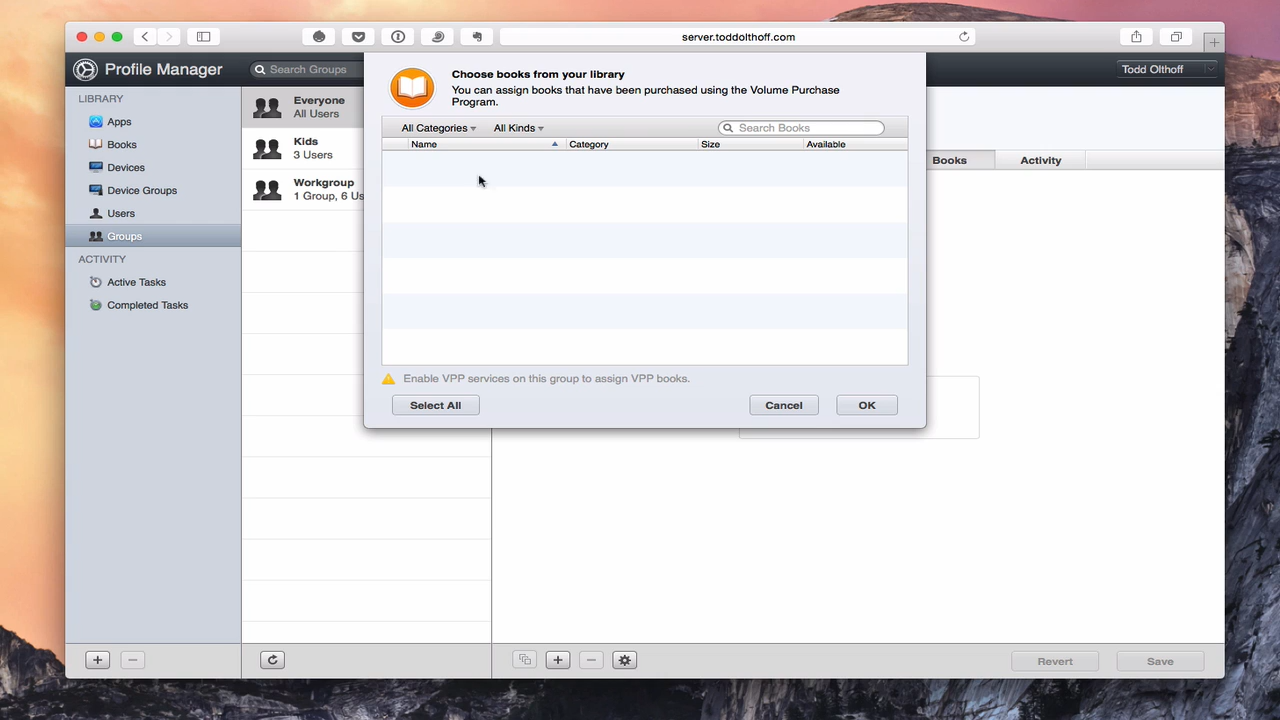 server.toddolthoff.com
Profile Manager
Search Groups
Todd Olthoff
LIBRARY
Apps
Books
Devices
Device Groups
Users
Groups
ACTIVITY
Active Tasks
Completed Tasks
Everyone
All Users
Kids
3 Users
Workgroup
1 Group, 6 Us
Choose books from your library
You can assign books that have been purchased using the Volume Purchase
Program.
All Categories All Kinds Search Books
Name Category Size Available
Enable VPP services on this group to assign VPP books.
Select All Cancel OK
Books Activity
Revert Save